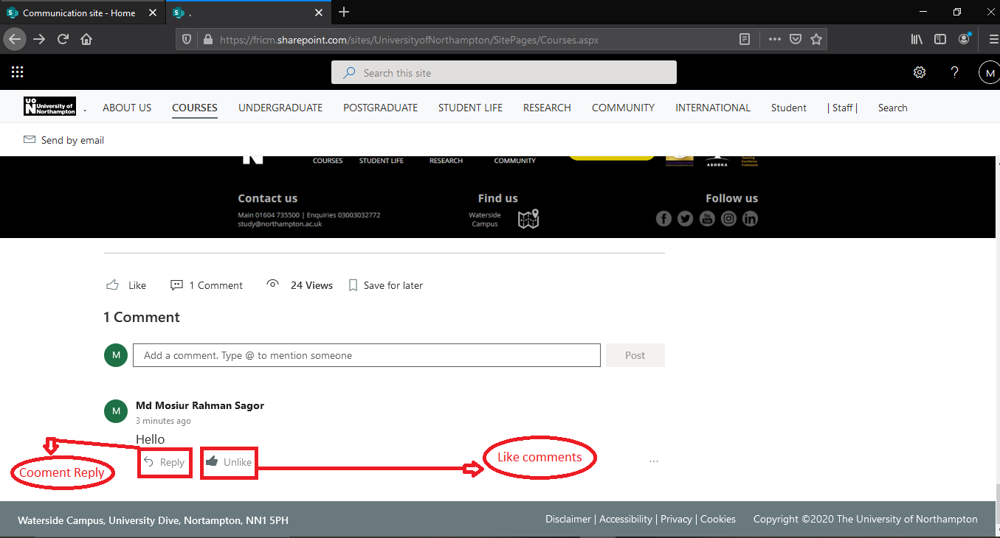 Communication site - Home
.
https://fricm.sharepoint.com/sites/UniversityofNorthampton/SitePages/Courses.aspx
Search this site
? M
UON University of Northampton . ABOUT US COURSES UNDERGRADUATE POSTGRADUATE STUDENT LIFE RESEARCH COMMUNITY INTERNATIONAL Student | Staff | Search
Send by email
N COURSES STUDENT LIFE RESEARCH COMMUNITY ASHOKA Teaching Excellence Framework
Contact us Find us Follow us
Main 01604 735500 | Enquiries 03003032772 Waterside
study@northampton.ac.uk Campus
Like 1 Comment 24 Views Save for later
1 Comment
M Add a comment. Type @ to mention someone Post
M Md Mosiur Rahman Sagor
3 minutes ago
Hello
Reply Unlike Like comments ...
Cooment Reply
Waterside Campus, University Dive, Nortampton, NN1 5PH Disclaimer | Accessibility | Privacy | Cookies Copyright ©2020 The University of Northampton